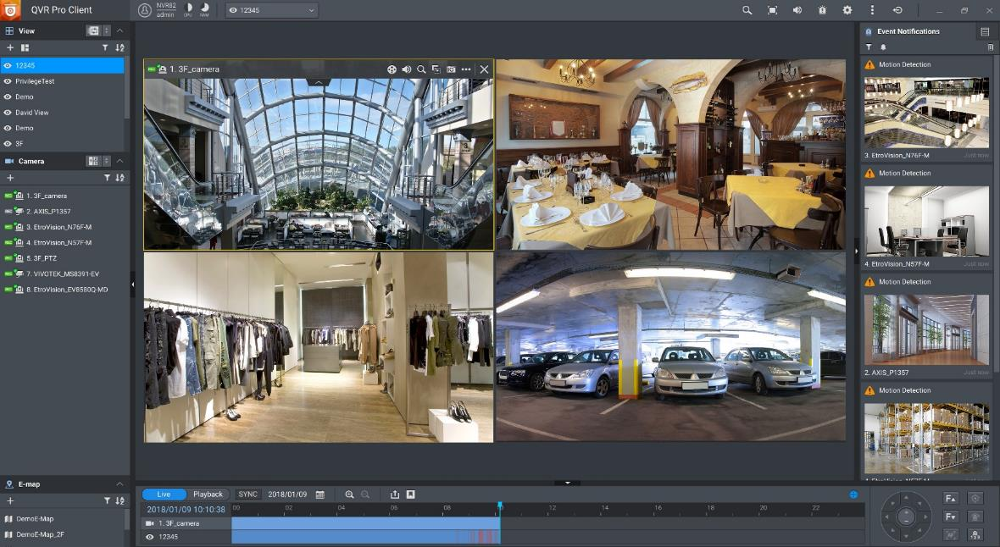 QVR Pro Client
NVR82
admin
CPU
RAM
12345
View
12345
PrivilegeTest
Demo
David View
Demo
3F
Camera
1. 3F_camera
2. AXIS_P1357
3. EtroVision_N76F-M
4. EtroVision_N57F-M
5. 3F_PTZ
7. VIVOTEK_MS8391-EV
8. EtroVision_EV8580Q-MD
E-map
DemoE-Map
DemoE-Map_2F
1. 3F_camera
Event Notifications
Motion Detection
3. EtroVision_N76F-M Just now
Motion Detection
4. EtroVision_N57F-M Just now
Motion Detection
2. AXIS_P1357 Just now
Motion Detection
Live Playback SYNC 2018/01/09
2018/01/09 10:10:38 00 02 04 06 08 12 14 16 18 20 22
1. 3F_camera
12345